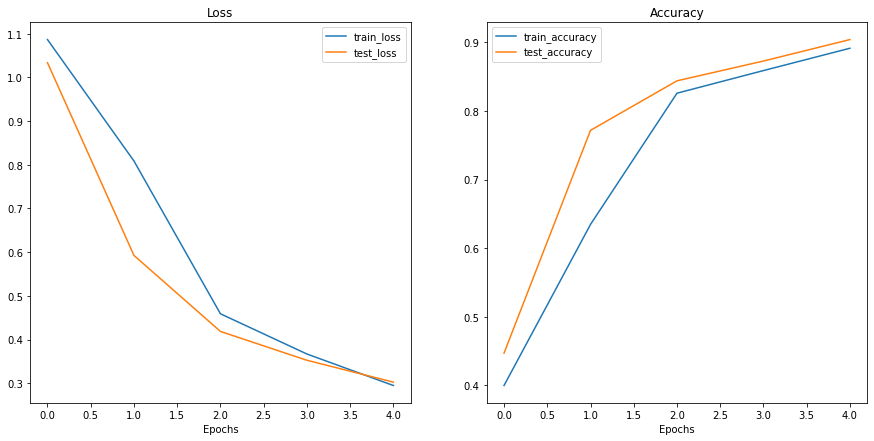 Loss
1.1
1.0
0.9
0.8
0.7
0.6
0.5
0.4
0.3
train_loss
test_loss
0.0 0.5 1.0 1.5 2.0 2.5 3.0 3.5 4.0
Epochs
Accuracy
0.9
0.8
0.7
0.6
0.5
0.4
train_accuracy
test_accuracy
0.0 0.5 1.0 1.5 2.0 2.5 3.0 3.5 4.0
Epochs